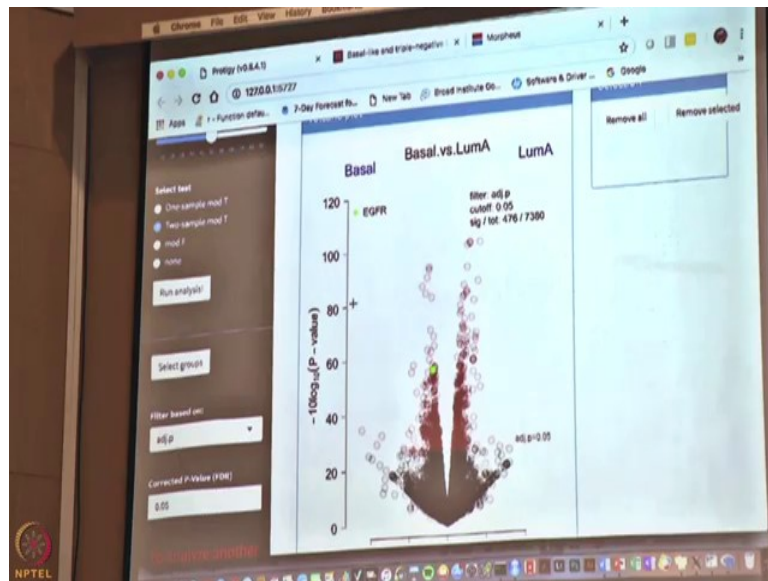 Chrome File Edit View History
Protigy (v0.8.4.1)
Basal-like and triple-negative
Morpheus
127.0.0.1:5727
Apps
r - Function defau...
7-Day Forecast fo...
New Tab
Broad Institute Go...
Software & Driver ...
Google
Select test
One-sample mod T
Two-sample mod T
mod F
none
Run analysis!
Select groups
Filter based on:
adj.p
Corrected P-Value (FDR)
0.05
Basal.vs.LumA
Basal
LumA
EGFR
filter: adj.p
cutoff: 0.05
sig / tot: 476 / 7380
-10log10(P - value)
120
100
80
60
40
20
0
adj.p=0.05
Remove all
Remove selected
NPTEL